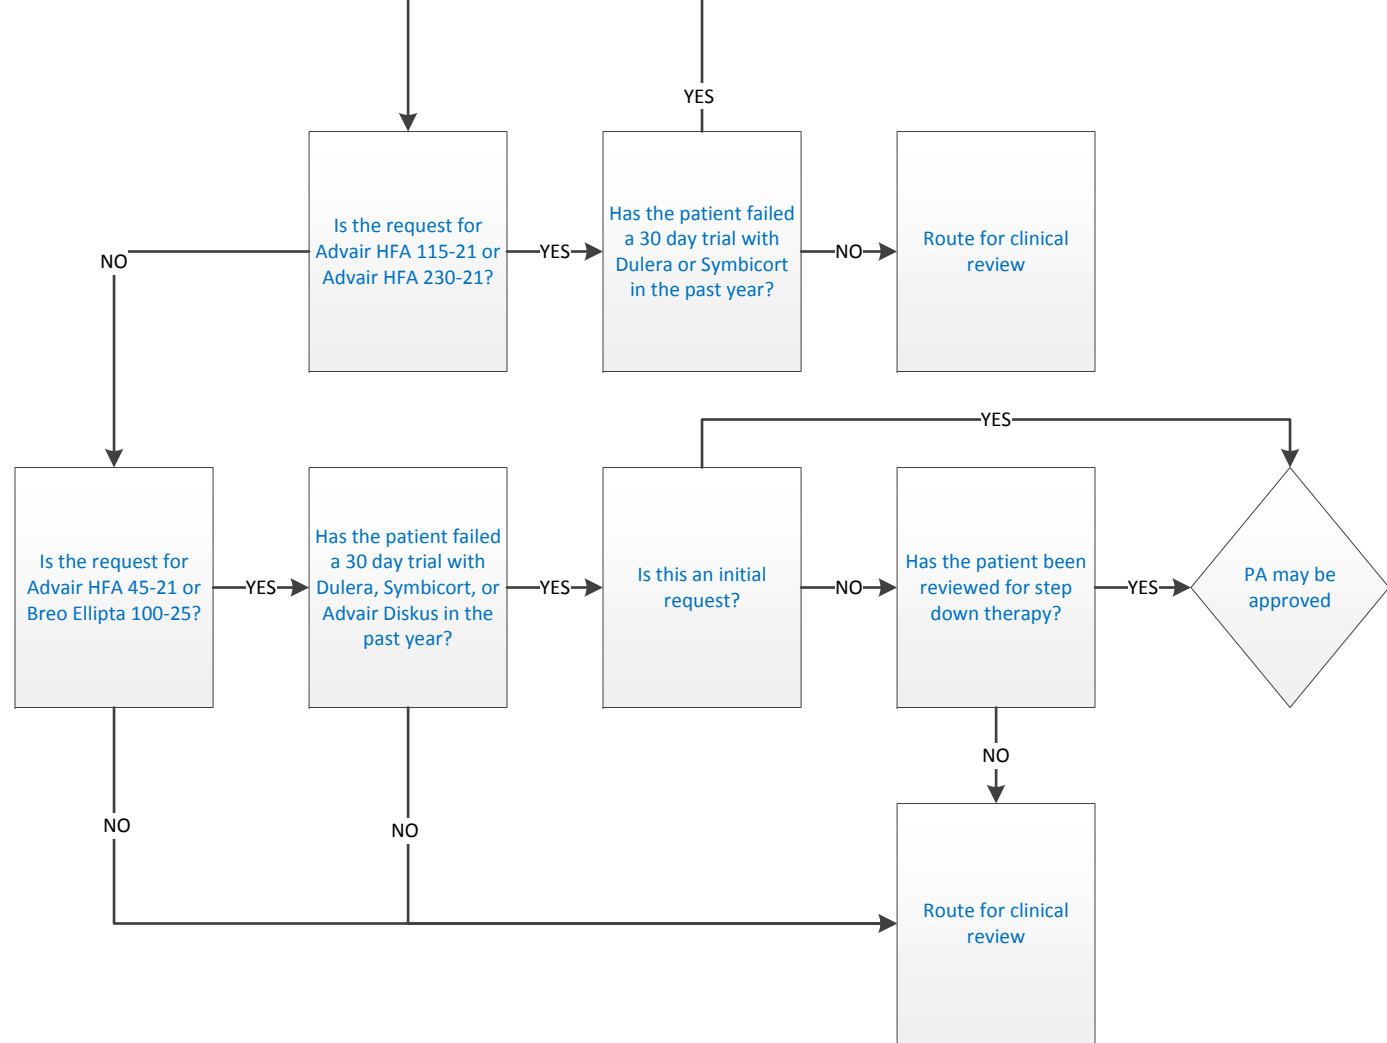 YES
Is the request for
Advair HFA 115-21 or
Advair HFA 230-21?
YES
Has the patient failed
a 30 day trial with
Dulera or Symbicort
in the past year?
NO
Route for clinical
review
NO
YES
Is the request for
Advair HFA 45-21 or
Breo Ellipta 100-25?
YES
Has the patient failed
a 30 day trial with
Dulera, Symbicort, or
Advair Diskus in the
past year?
YES
Is this an initial
request?
NO
Has the patient been
reviewed for step
down therapy?
YES
PA may be
approved
NO
NO
NO
Route for clinical
review